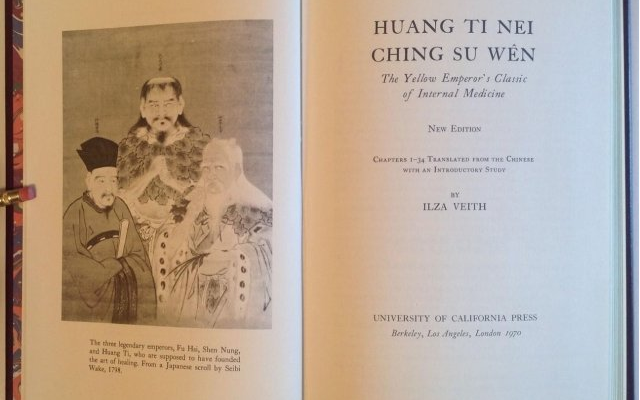 The three legendary emperors, Fu Hsi, Shen Nung,
and Huang Ti, who are supposed to have founded
the art of healing. From a Japanese scroll by Seibi
Wake, 1798.
HUANG TI NEI
CHING SU WÊN
The Yellow Emperor's Classic
of Internal Medicine
NEW EDITION
CHAPTERS 1–34 TRANSLATED FROM THE CHINESE
WITH AN INTRODUCTORY STUDY
BY
ILZA VEITH
UNIVERSITY OF CALIFORNIA PRESS
Berkeley, Los Angeles, London 1970